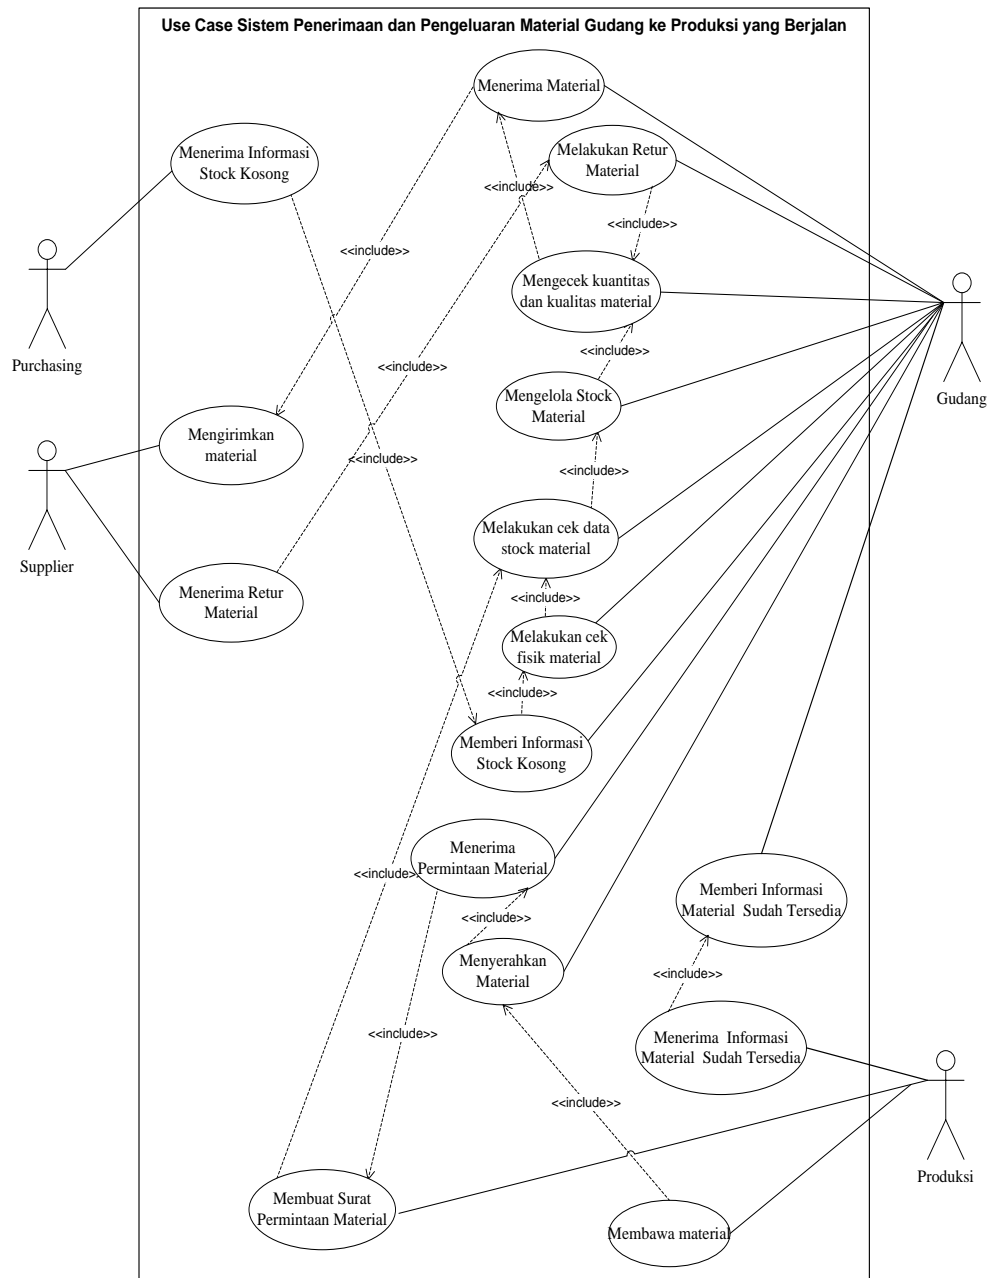 Use Case Sistem Penerimaan dan Pengeluaran Material Gudang ke Produksi yang Berjalan
Menerima Material
Menerima Informasi
Stock Kosong
Melakukan Retur
Material
<<include>>
<<include>>
<<include>>
Mengecek kuantitas
dan kualitas material
Purchasing
Gudang
<<include>>
<<include>>
Mengelola Stock
Material
Mengirimkan
material
<<include>>
<<include>>
Supplier
Melakukan cek data
stock material
Menerima Retur
Material
<<include>>
Melakukan cek
fisik material
<<include>>
Memberi Informasi
Stock Kosong
Menerima
Permintaan Material
<<include>>
Memberi Informasi
Material Sudah Tersedia
<<include>>
Menyerahkan
Material
<<include>>
<<include>>
Menerima Informasi
Material Sudah Tersedia
<<include>>
Produksi
Membuat Surat
Permintaan Material
Membawa material